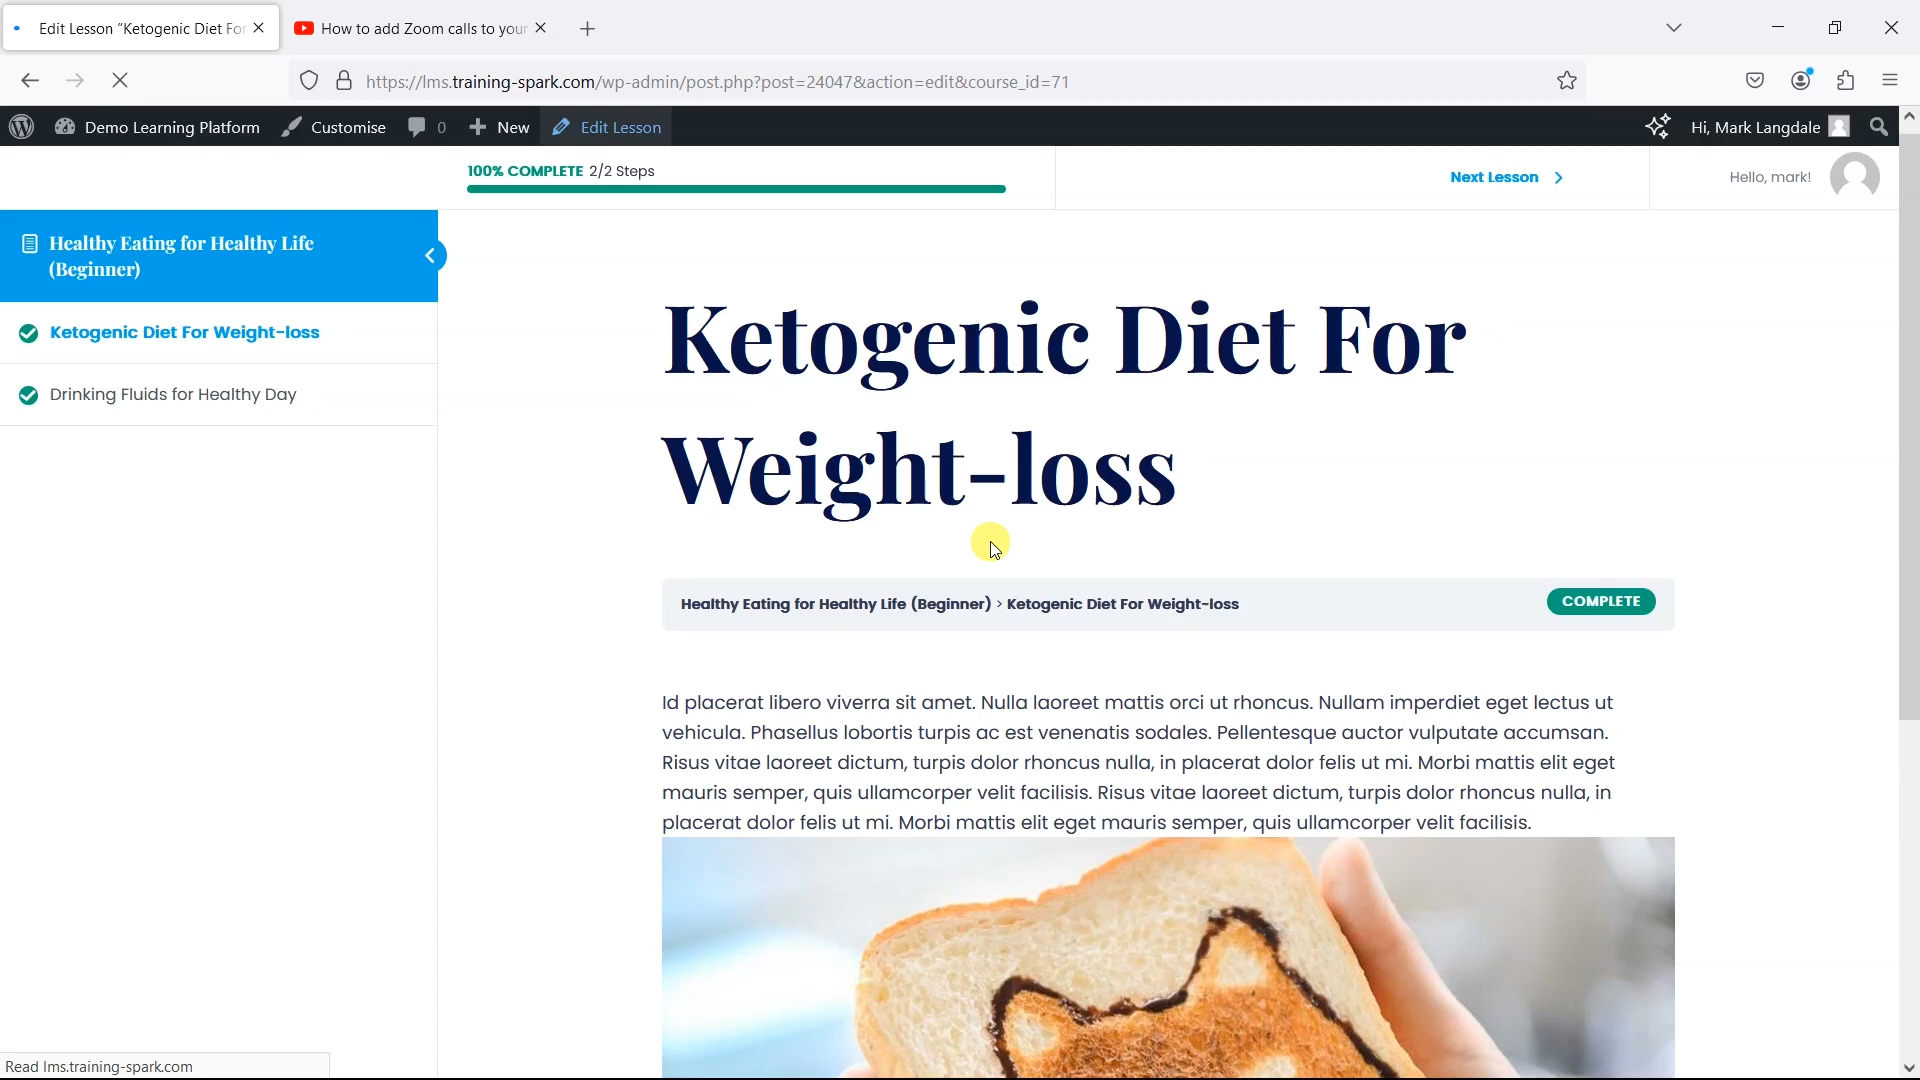 Edit Lesson “Ketogenic Diet For
How to add Zoom calls to your
https://lms.training-spark.com/wp-admin/post.php?post=24047&action=edit&course_id=71
Demo Learning Platform
Customise
0
New
Edit Lesson
Hi, Mark Langdale
100% COMPLETE 2/2 Steps
Next Lesson
Hello, mark!
Healthy Eating for Healthy Life
(Beginner)
Ketogenic Diet For Weight-loss
Drinking Fluids for Healthy Day
Ketogenic Diet For
Weight-loss
Healthy Eating for Healthy Life (Beginner) > Ketogenic Diet For Weight-loss
COMPLETE
Id placerat libero viverra sit amet. Nulla laoreet mattis orci ut rhoncus. Nullam imperdiet eget lectus ut
vehicula. Phasellus lobortis turpis ac est venenatis sodales. Pellentesque auctor vulputate accumsan.
Risus vitae laoreet dictum, turpis dolor rhoncus nulla, in placerat dolor felis ut mi. Morbi mattis elit eget
mauris semper, quis ullamcorper velit facilisis. Risus vitae laoreet dictum, turpis dolor rhoncus nulla, in
placerat dolor felis ut mi. Morbi mattis elit eget mauris semper, quis ullamcorper velit facilisis.
Read lms.training-spark.com